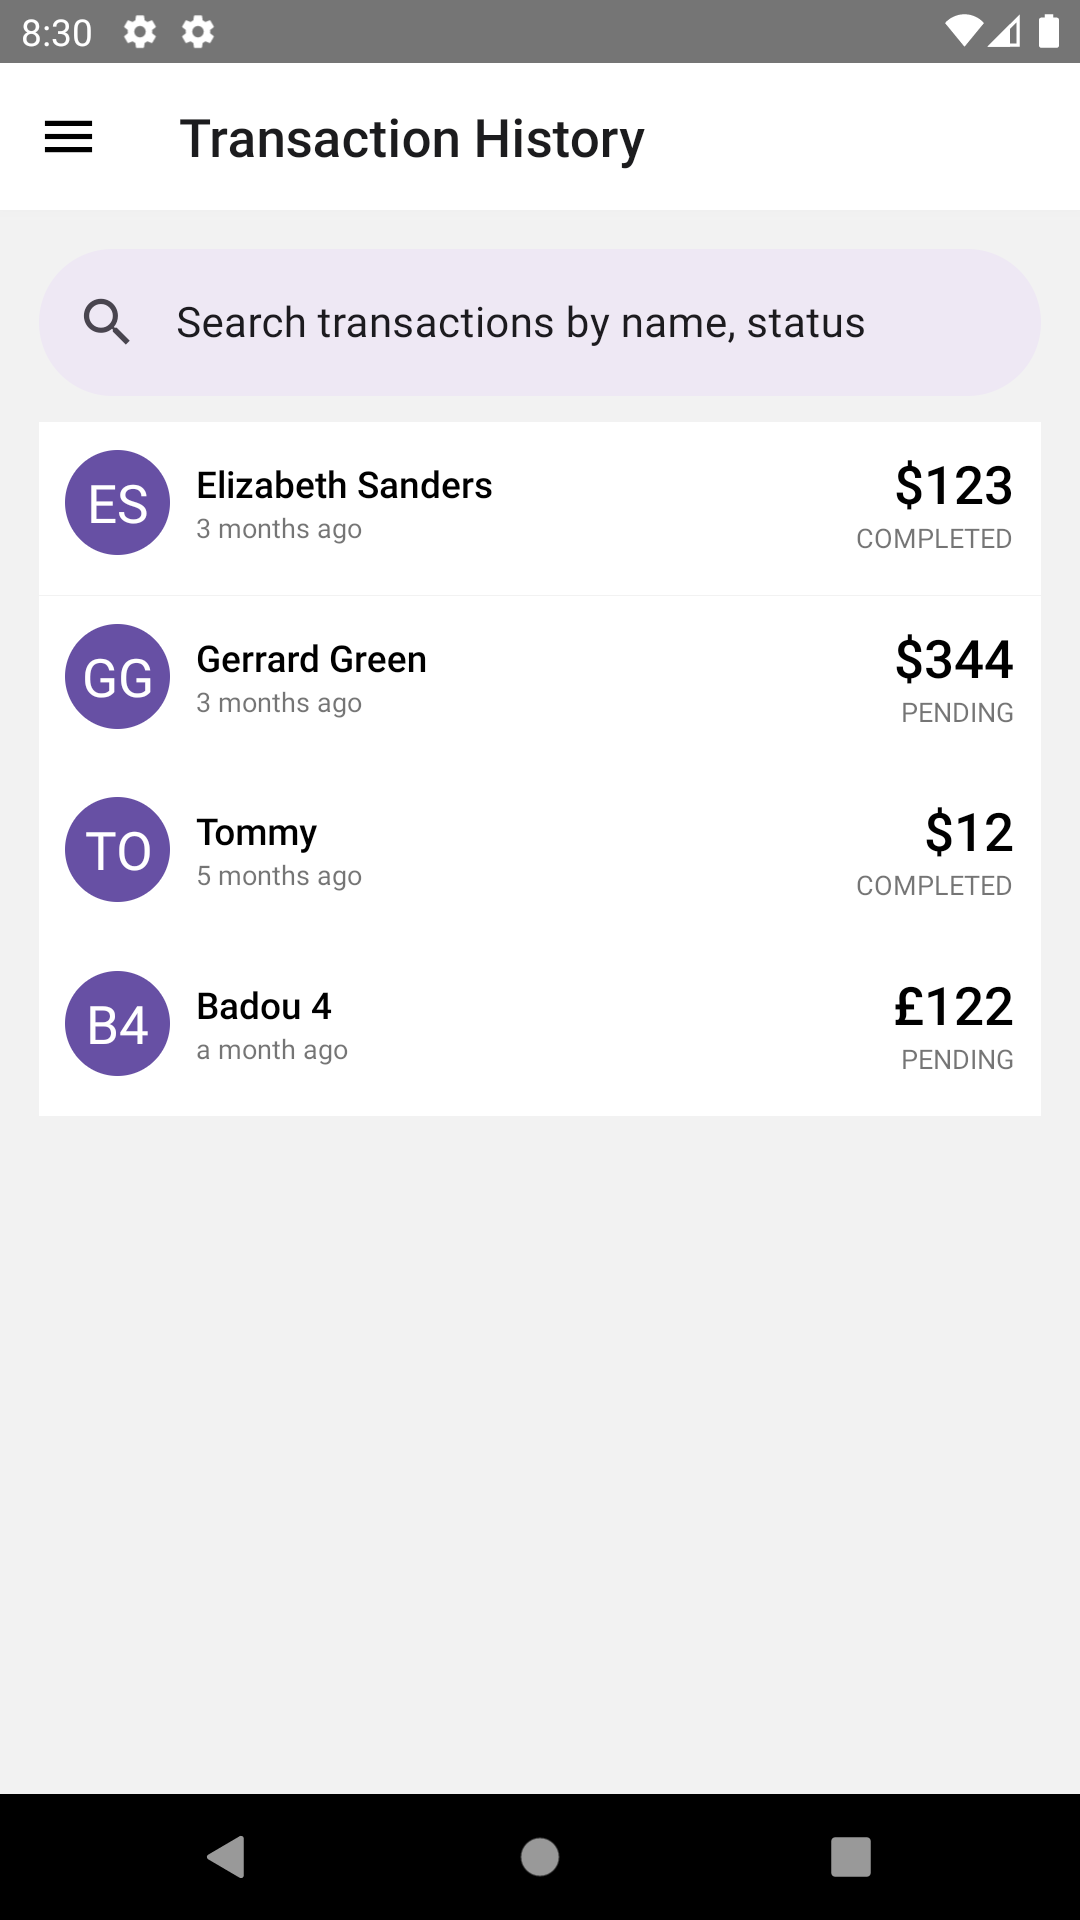 8:30
Transaction History
Search transactions by name, status
ES
Elizabeth Sanders
3 months ago
$123
COMPLETED
GG
Gerrard Green
3 months ago
$344
PENDING
TO
Tommy
5 months ago
$12
COMPLETED
B4
Badou 4
a month ago
£122
PENDING